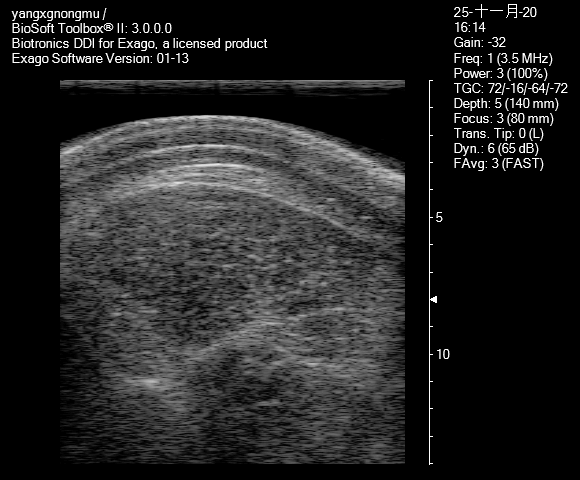 yangxgnongmu /
BioSoft Toolbox® II: 3.0.0.0
Biotronics DDI for Exago, a licensed product
Exago Software Version: 01-13
25-十一月-20
16:14
Gain: -32
Freq: 1 (3.5 MHz)
Power: 3 (100%)
TGC: 72/-16/-64/-72
Depth: 5 (140 mm)
Focus: 3 (80 mm)
Trans. Tip: 0 (L)
Dyn.: 6 (65 dB)
FAvg: 3 (FAST)
5
10